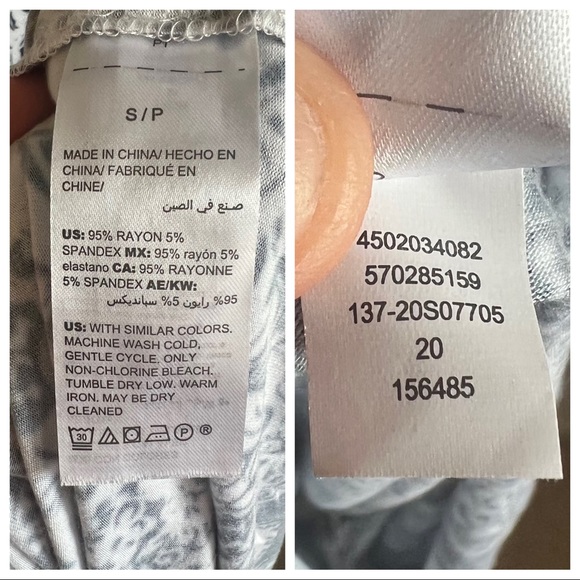 S/P
MADE IN CHINA/ HECHO EN
CHINA/ FABRIQUÉ EN
CHINE/
صنع في الصين
US: 95% RAYON 5%
SPANDEX MX: 95% rayón 5%
elastano CA: 95% RAYONNE
5% SPANDEX AE/KW:
95% رايون 5% سباندیکس
US: WITH SIMILAR COLORS.
MACHINE WASH COLD,
GENTLE CYCLE. ONLY
NON-CHLORINE BLEACH.
TUMBLE DRY LOW. WARM
IRON. MAY BE DRY
CLEANED
30 P ®
4502034082
570285159
137-20S07705
20
156485